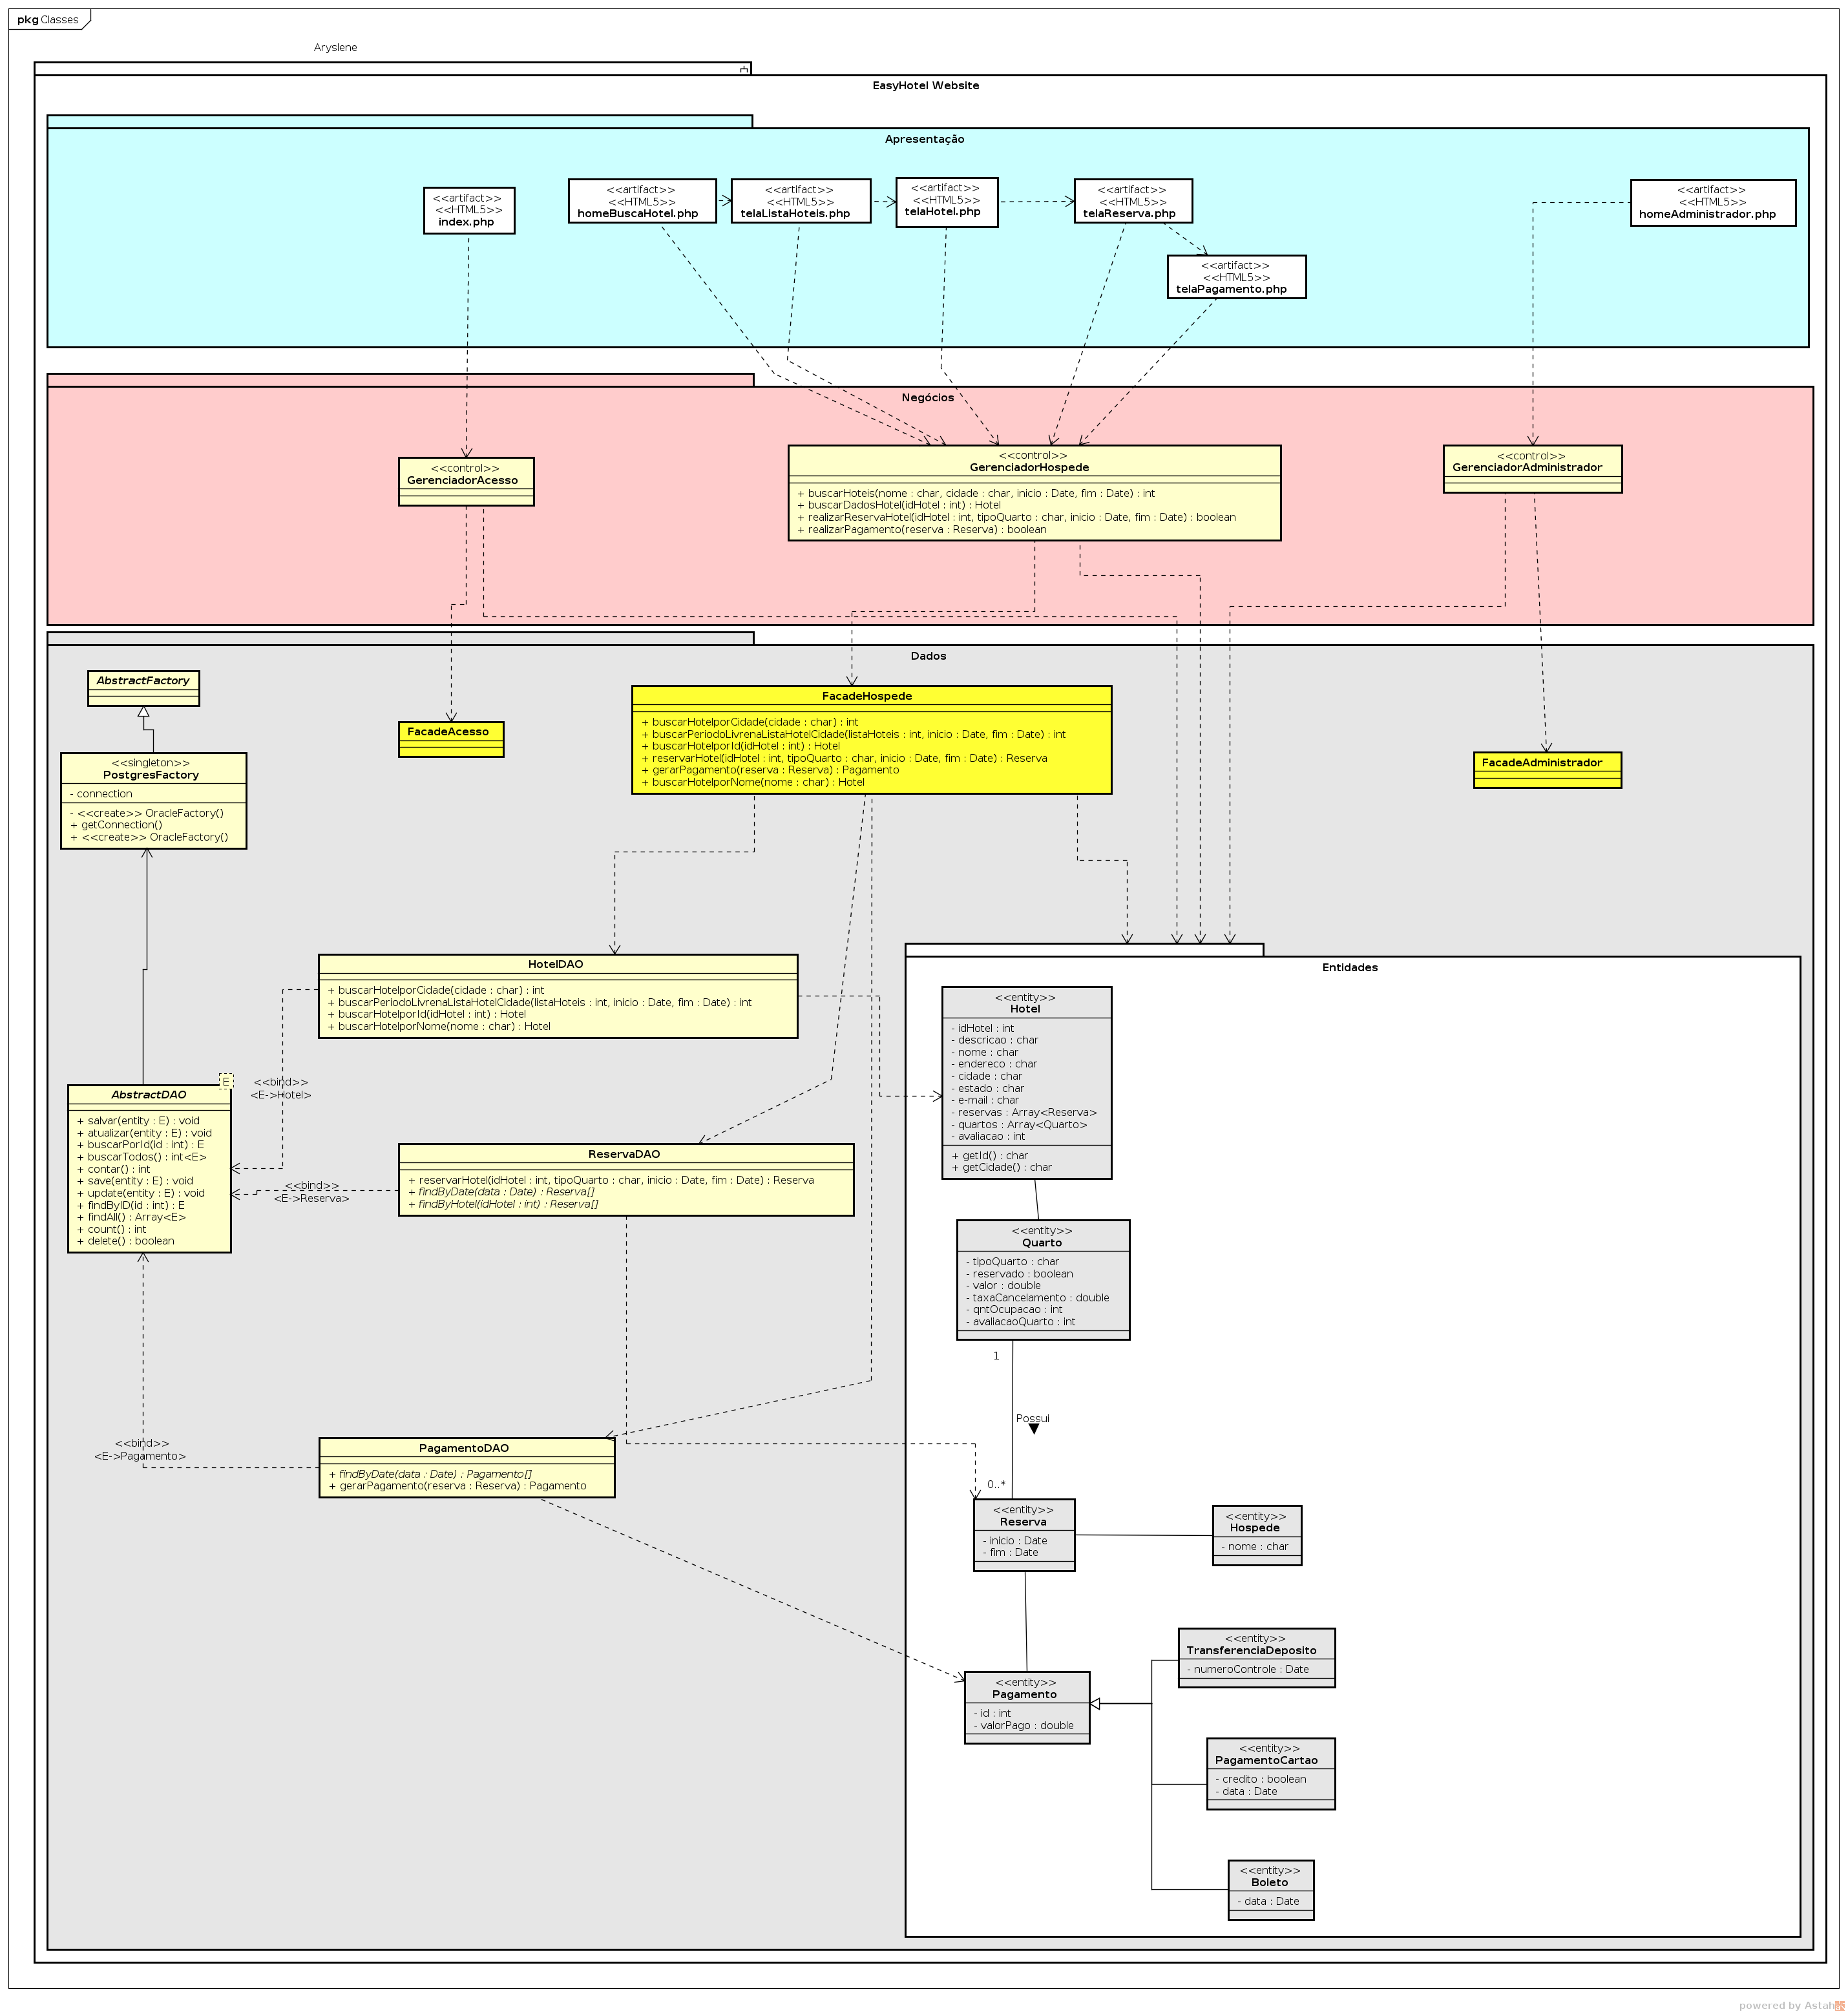 pkg Classes
Aryslene
EasyHotel Website
Apresentação
<<artifact>>
<<HTML5>>
index.php
<<artifact>>
<<HTML5>>
homeBuscaHotel.php
<<artifact>>
<<HTML5>>
telaListaHoteis.php
<<artifact>>
<<HTML5>>
telaHotel.php
<<artifact>>
<<HTML5>>
telaReserva.php
<<artifact>>
<<HTML5>>
homeAdministrador.php
<<artifact>>
<<HTML5>>
telaPagamento.php
Negócios
<<control>>
GerenciadorAcesso
<<control>>
GerenciadorHospede
+ buscarHoteis(nome : char, cidade : char, inicio : Date, fim : Date) : int
+ buscarDadosHotel(idHotel : int) : Hotel
+ realizarReservaHotel(idHotel : int, tipoQuarto : char, inicio : Date, fim : Date) : boolean
+ realizarPagamento(reserva : Reserva) : boolean
<<control>>
GerenciadorAdministrador
Dados
AbstractFactory
<<singleton>>
PostgresFactory
- connection
- <<create>> OracleFactory()
+ getConnection()
+ <<create>> OracleFactory()
FacadeAcesso
FacadeHospede
+ buscarHotelporCidade(cidade : char) : int
+ buscarPeriodoLivrenaListaHotelCidade(listaHoteis : int, inicio : Date, fim : Date) : int
+ buscarHotelporId(idHotel : int) : Hotel
+ reservarHotel(idHotel : int, tipoQuarto : char, inicio : Date, fim : Date) : Reserva
+ gerarPagamento(reserva : Reserva) : Pagamento
+ buscarHotelporNome(nome : char) : Hotel
FacadeAdministrador
HotelDAO
+ buscarHotelporCidade(cidade : char) : int
+ buscarPeriodoLivrenaListaHotelCidade(listaHoteis : int, inicio : Date, fim : Date) : int
+ buscarHotelporId(idHotel : int) : Hotel
+ buscarHotelporNome(nome : char) : Hotel
<<bind>>
<E->Hotel>
E
AbstractDAO
+ salvar(entity : E) : void
+ atualizar(entity : E) : void
+ buscarPorId(id : int) : E
+ buscarTodos() : int<E>
+ contar() : int
+ save(entity : E) : void
+ update(entity : E) : void
+ findByID(id : int) : E
+ findAll() : Array<E>
+ count() : int
+ delete() : boolean
<<bind>>
<E->Reserva>
ReservaDAO
+ reservarHotel(idHotel : int, tipoQuarto : char, inicio : Date, fim : Date) : Reserva
+ findByDate(data : Date) : Reserva[]
+ findByHotel(idHotel : int) : Reserva[]
<<bind>>
<E->Pagamento>
PagamentoDAO
+ findByDate(data : Date) : Pagamento[]
+ gerarPagamento(reserva : Reserva) : Pagamento
Entidades
<<entity>>
Hotel
- idHotel : int
- descricao : char
- nome : char
- endereco : char
- cidade : char
- estado : char
- e-mail : char
- reservas : Array<Reserva>
- quartos : Array<Quarto>
- avaliacao : int
+ getId() : char
+ getCidade() : char
<<entity>>
Quarto
- tipoQuarto : char
- reservado : boolean
- valor : double
- taxaCancelamento : double
- qntOcupacao : int
- avaliacaoQuarto : int
1
Possui
0..*
<<entity>>
Reserva
- inicio : Date
- fim : Date
<<entity>>
Hospede
- nome : char
<<entity>>
Pagamento
- id : int
- valorPago : double
<<entity>>
TransferenciaDeposito
- numeroControle : Date
<<entity>>
PagamentoCartao
- credito : boolean
- data : Date
<<entity>>
Boleto
- data : Date
powered by Astah